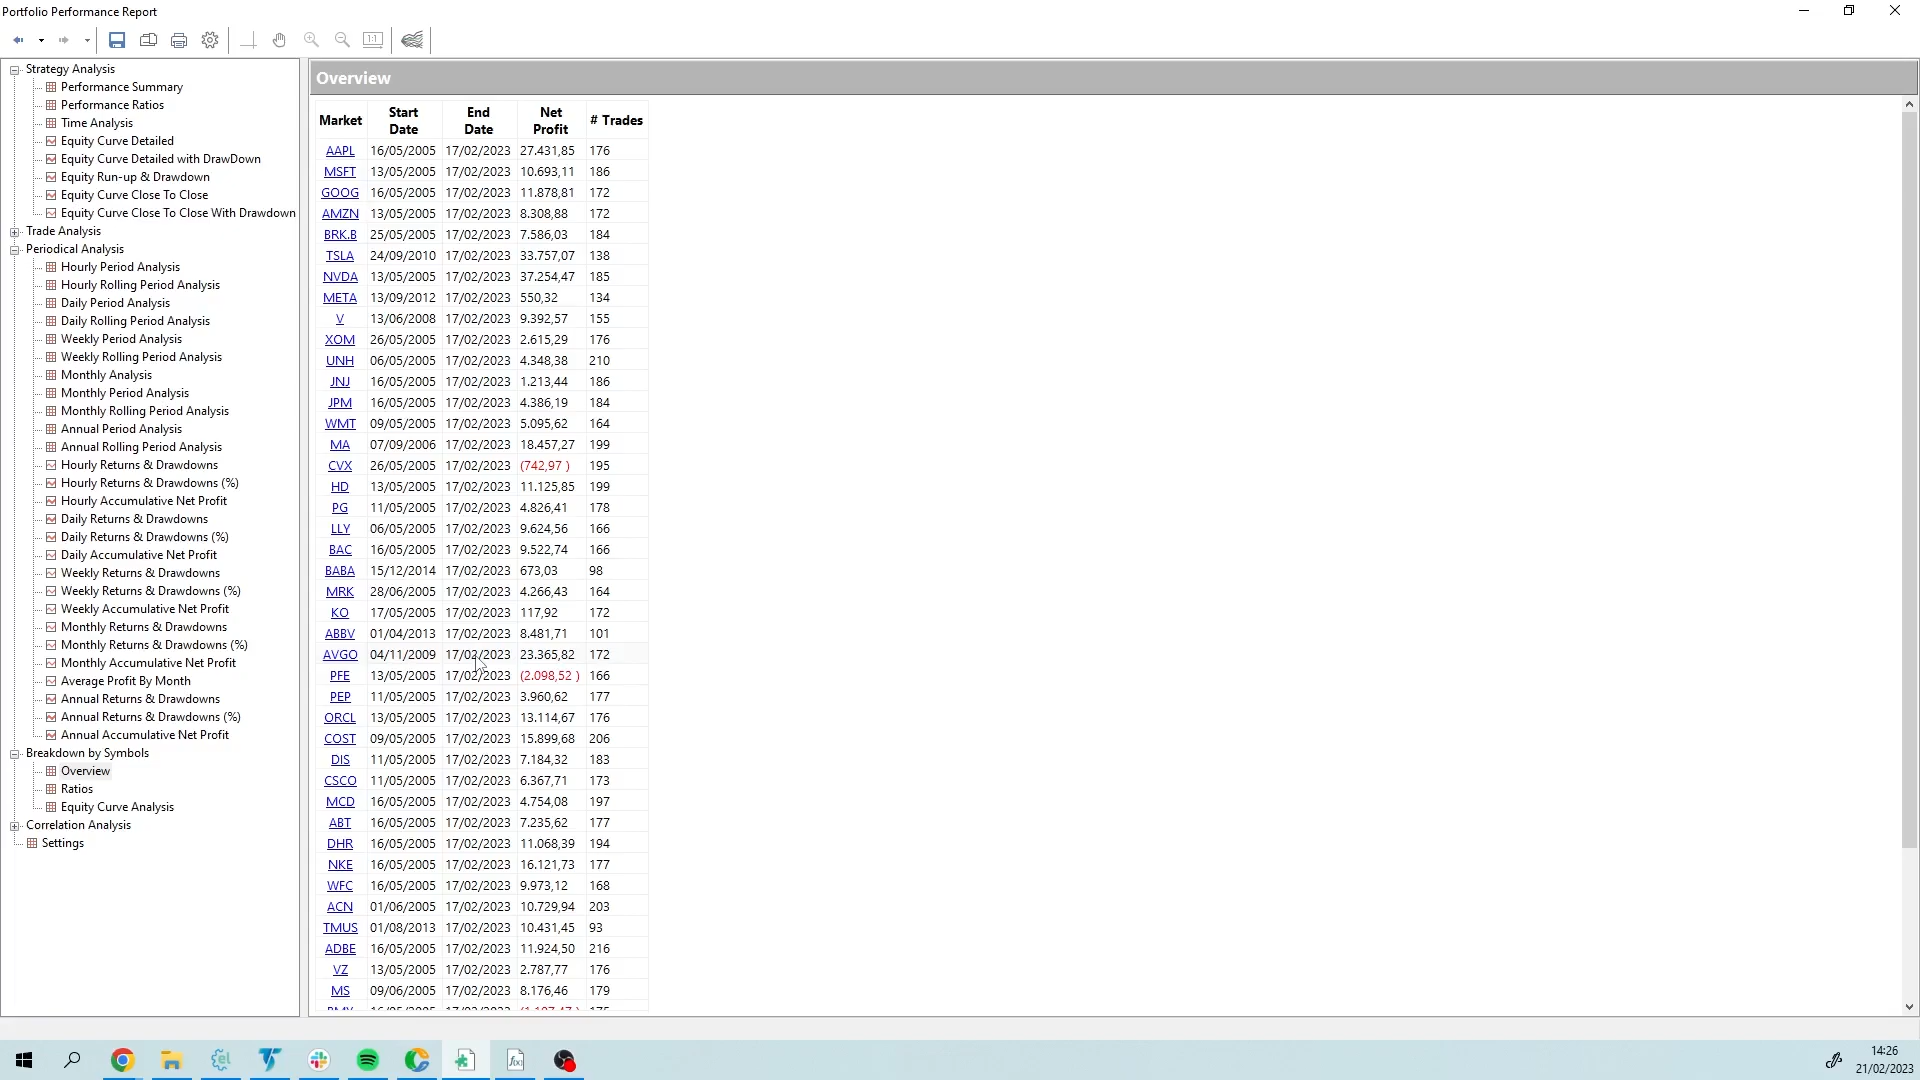 Portfolio Performance Report
Strategy Analysis
Performance Summary
Performance Ratios
Time Analysis
Equity Curve Detailed
Equity Curve Detailed with DrawDown
Equity Run-up & Drawdown
Equity Curve Close To Close
Equity Curve Close To Close With Drawdown
Trade Analysis
Periodical Analysis
Hourly Period Analysis
Hourly Rolling Period Analysis
Daily Period Analysis
Daily Rolling Period Analysis
Weekly Period Analysis
Weekly Rolling Period Analysis
Monthly Analysis
Monthly Period Analysis
Monthly Rolling Period Analysis
Annual Period Analysis
Annual Rolling Period Analysis
Hourly Returns & Drawdowns
Hourly Returns & Drawdowns (%)
Hourly Accumulative Net Profit
Daily Returns & Drawdowns
Daily Returns & Drawdowns (%)
Daily Accumulative Net Profit
Weekly Returns & Drawdowns
Weekly Returns & Drawdowns (%)
Weekly Accumulative Net Profit
Monthly Returns & Drawdowns
Monthly Returns & Drawdowns (%)
Monthly Accumulative Net Profit
Average Profit By Month
Annual Returns & Drawdowns
Annual Returns & Drawdowns (%)
Annual Accumulative Net Profit
Breakdown by Symbols
Overview
Ratios
Equity Curve Analysis
Correlation Analysis
Settings
Overview
Market Start Date End Date Net Profit # Trades
AAPL 16/05/2005 17/02/2023 27.431,85 176
MSFT 13/05/2005 17/02/2023 10.693,11 186
GOOG 16/05/2005 17/02/2023 11.878,81 172
AMZN 13/05/2005 17/02/2023 8.308,88 172
BRK.B 25/05/2005 17/02/2023 7.586,03 184
TSLA 24/09/2010 17/02/2023 33.757,07 138
NVDA 13/05/2005 17/02/2023 37.254,47 185
META 13/09/2012 17/02/2023 550,32 134
V 13/06/2008 17/02/2023 9.392,57 155
XOM 26/05/2005 17/02/2023 2.615,29 176
UNH 06/05/2005 17/02/2023 4.348,38 210
JNJ 16/05/2005 17/02/2023 1.213,44 186
JPM 16/05/2005 17/02/2023 4.386,19 184
WMT 09/05/2005 17/02/2023 5.095,62 164
MA 07/09/2006 17/02/2023 18.457,27 199
CVX 26/05/2005 17/02/2023 (742,97 ) 195
HD 13/05/2005 17/02/2023 11.125,85 199
PG 11/05/2005 17/02/2023 4.826,41 178
LLY 06/05/2005 17/02/2023 9.624,56 166
BAC 16/05/2005 17/02/2023 9.522,74 166
BABA 15/12/2014 17/02/2023 673,03 98
MRK 28/06/2005 17/02/2023 4.266,43 164
KO 17/05/2005 17/02/2023 117,92 172
ABBV 01/04/2013 17/02/2023 8.481,71 101
AVGO 04/11/2009 17/02/2023 23.365,82 172
PFE 13/05/2005 17/02/2023 (2.098,52 ) 166
PEP 11/05/2005 17/02/2023 3.960,62 177
ORCL 13/05/2005 17/02/2023 13.114,67 176
COST 09/05/2005 17/02/2023 15.899,68 206
DIS 11/05/2005 17/02/2023 7.184,32 183
CSCO 11/05/2005 17/02/2023 6.367,71 173
MCD 16/05/2005 17/02/2023 4.754,08 197
ABT 16/05/2005 17/02/2023 7.235,62 177
DHR 16/05/2005 17/02/2023 11.068,39 194
NKE 16/05/2005 17/02/2023 16.121,73 177
WFC 16/05/2005 17/02/2023 9.973,12 168
ACN 01/06/2005 17/02/2023 10.729,94 203
TMUS 01/08/2013 17/02/2023 10.431,45 93
ADBE 16/05/2005 17/02/2023 11.924,50 216
VZ 13/05/2005 17/02/2023 2.787,77 176
MS 09/06/2005 17/02/2023 8.176,46 179
14:26
21/02/2023